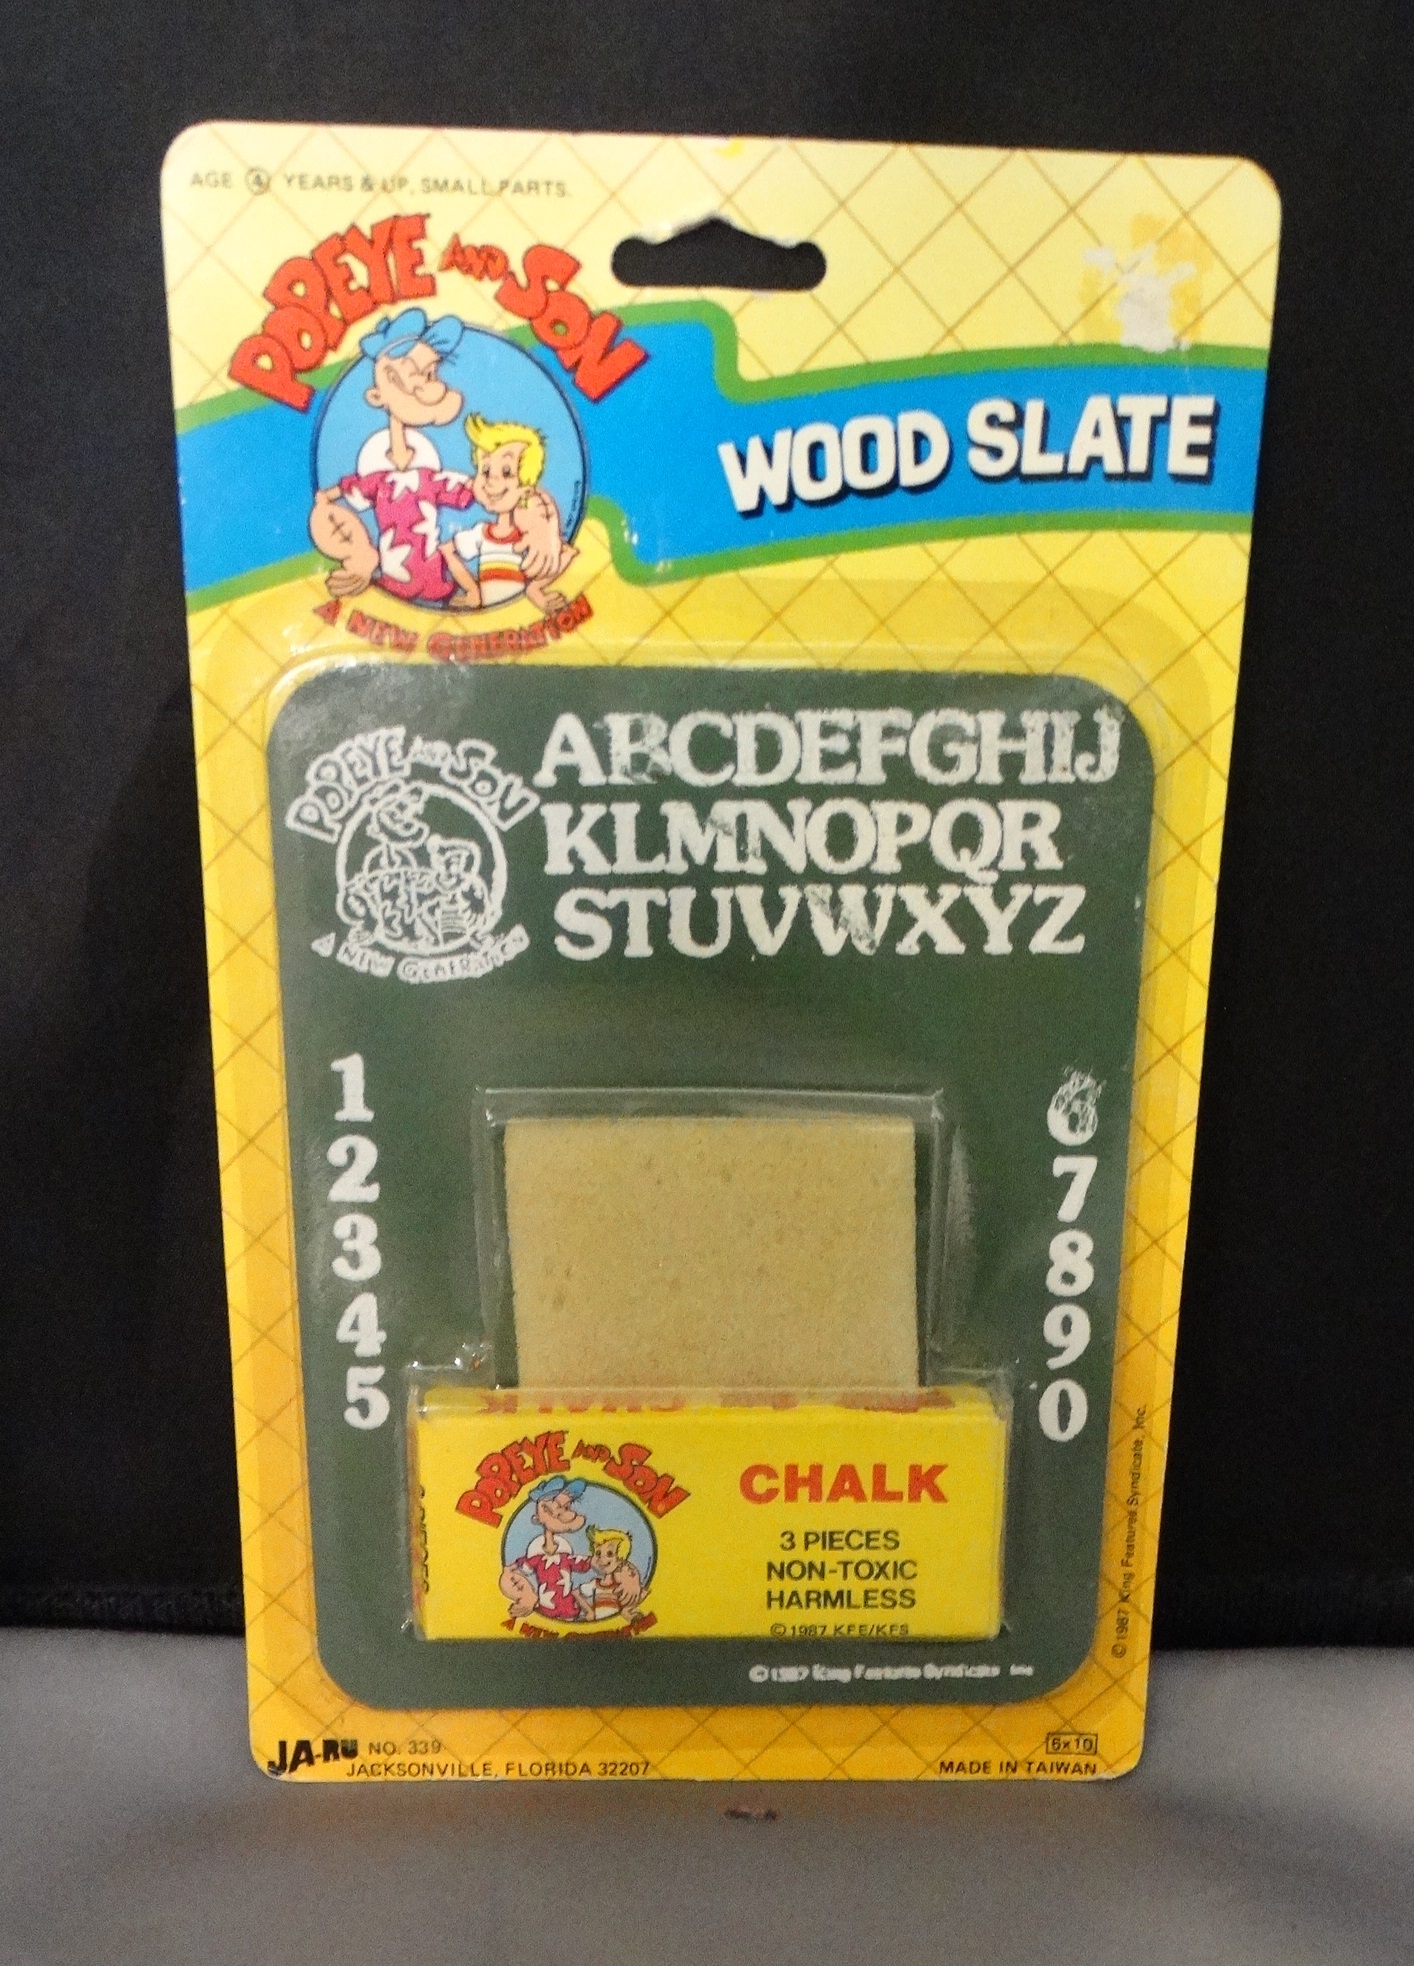 AGE 4 YEARS & UP, SMALL PARTS.
POPEYE AND SON
A NEW GENERATION
WOOD SLATE
POPEYE AND SON
A NEW GENERATION
ABCDEFGHIJ
KLMNOPQR
STUVWXYZ
1
2
3
4
5
6
7
8
9
0
POPEYE AND SON
A NEW GENERATION
CHALK
3 PIECES
NON-TOXIC
HARMLESS
©1987 KFE/KFS
©1987 King Features Syndicate Inc
©1987 King Features Syndicate, Inc.
JA-RU NO. 339
JACKSONVILLE, FLORIDA 32207
6x10
MADE IN TAIWAN